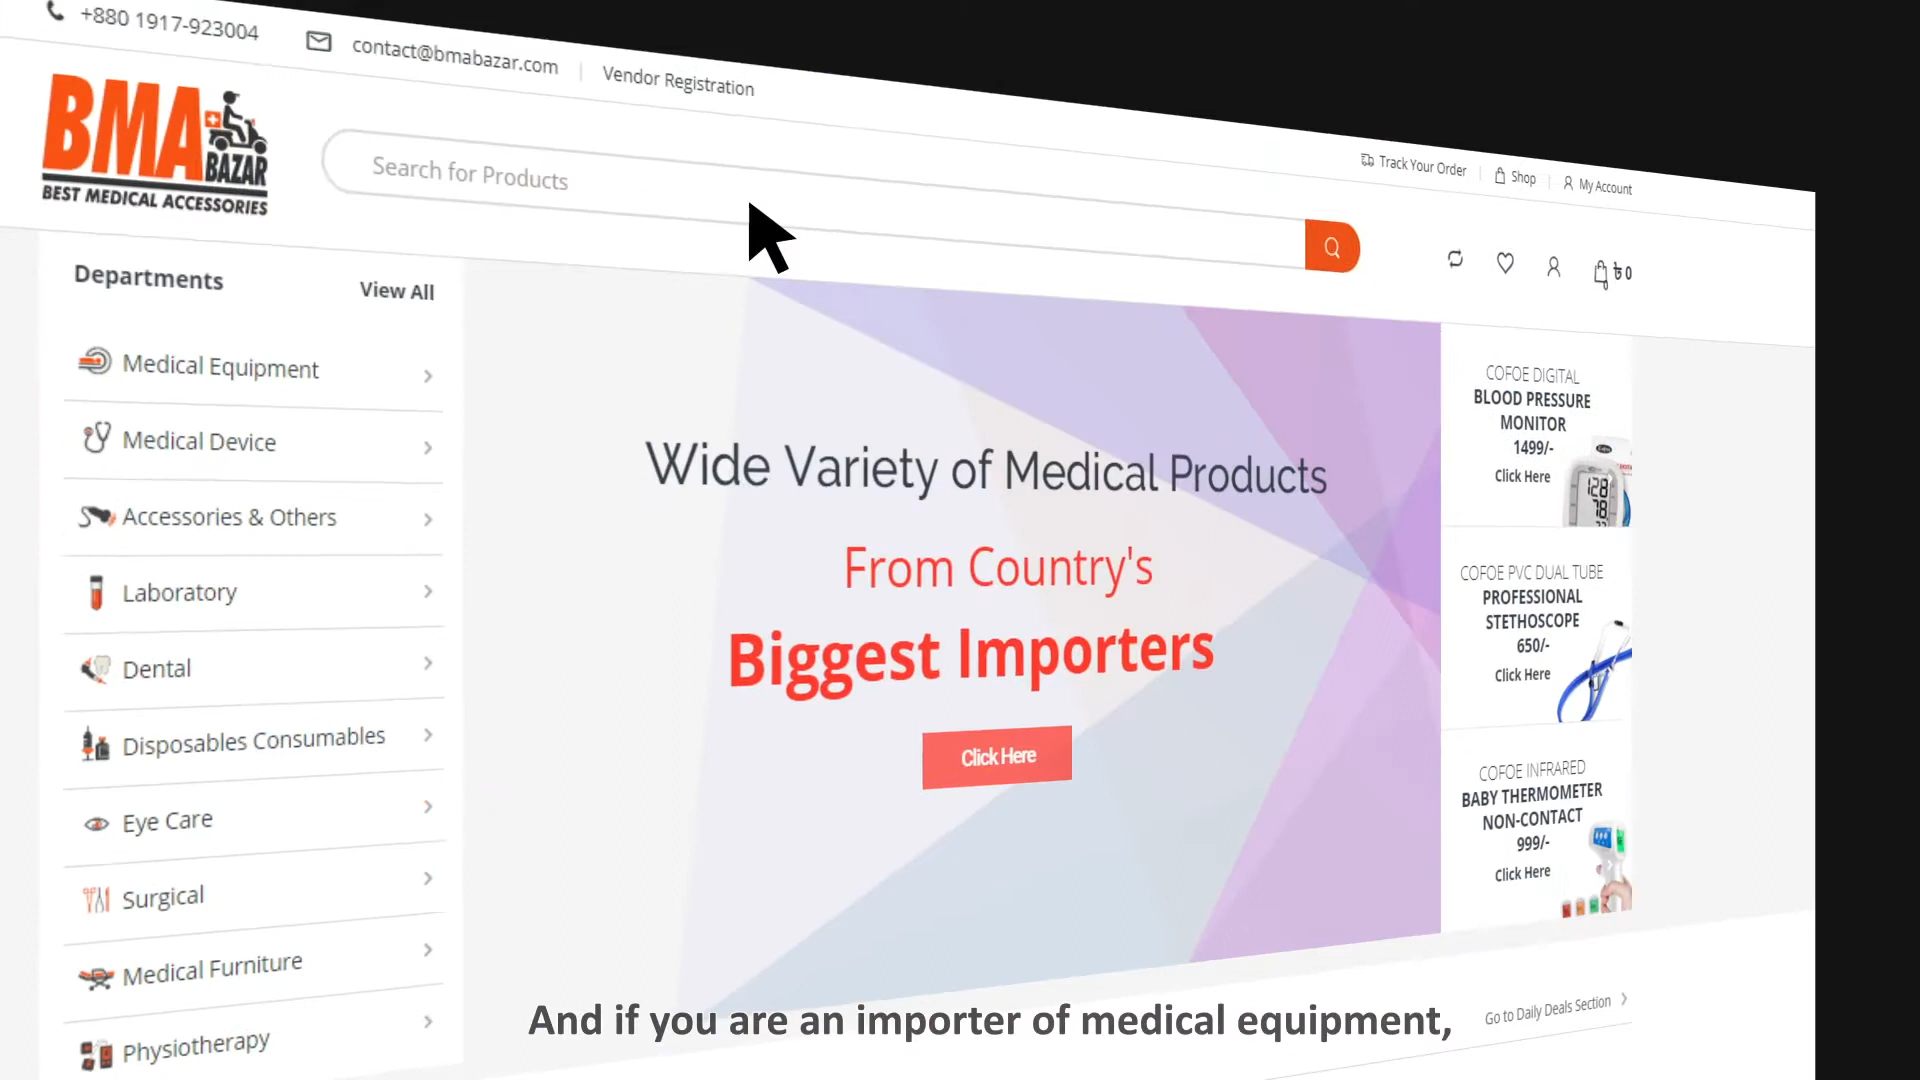 +880 1917-923004
contact@bmabazar.com
Vendor Registration
BMA
BAZAR
BEST MEDICAL ACCESSORIES
Search for Products
Track Your Order
Shop
My Account
৳ 0
Departments
View All
Medical Equipment
Medical Device
Accessories & Others
Laboratory
Dental
Disposables Consumables
Eye Care
Surgical
Medical Furniture
Physiotherapy
Wide Variety of Medical Products
From Country's
Biggest Importers
Click Here
COFOE DIGITAL
BLOOD PRESSURE
MONITOR
1499/-
Click Here
128
78
COFOE PVC DUAL TUBE
PROFESSIONAL
STETHOSCOPE
650/-
Click Here
COFOE INFRARED
BABY THERMOMETER
NON-CONTACT
999/-
Click Here
Go to Daily Deals Section
And if you are an importer of medical equipment,